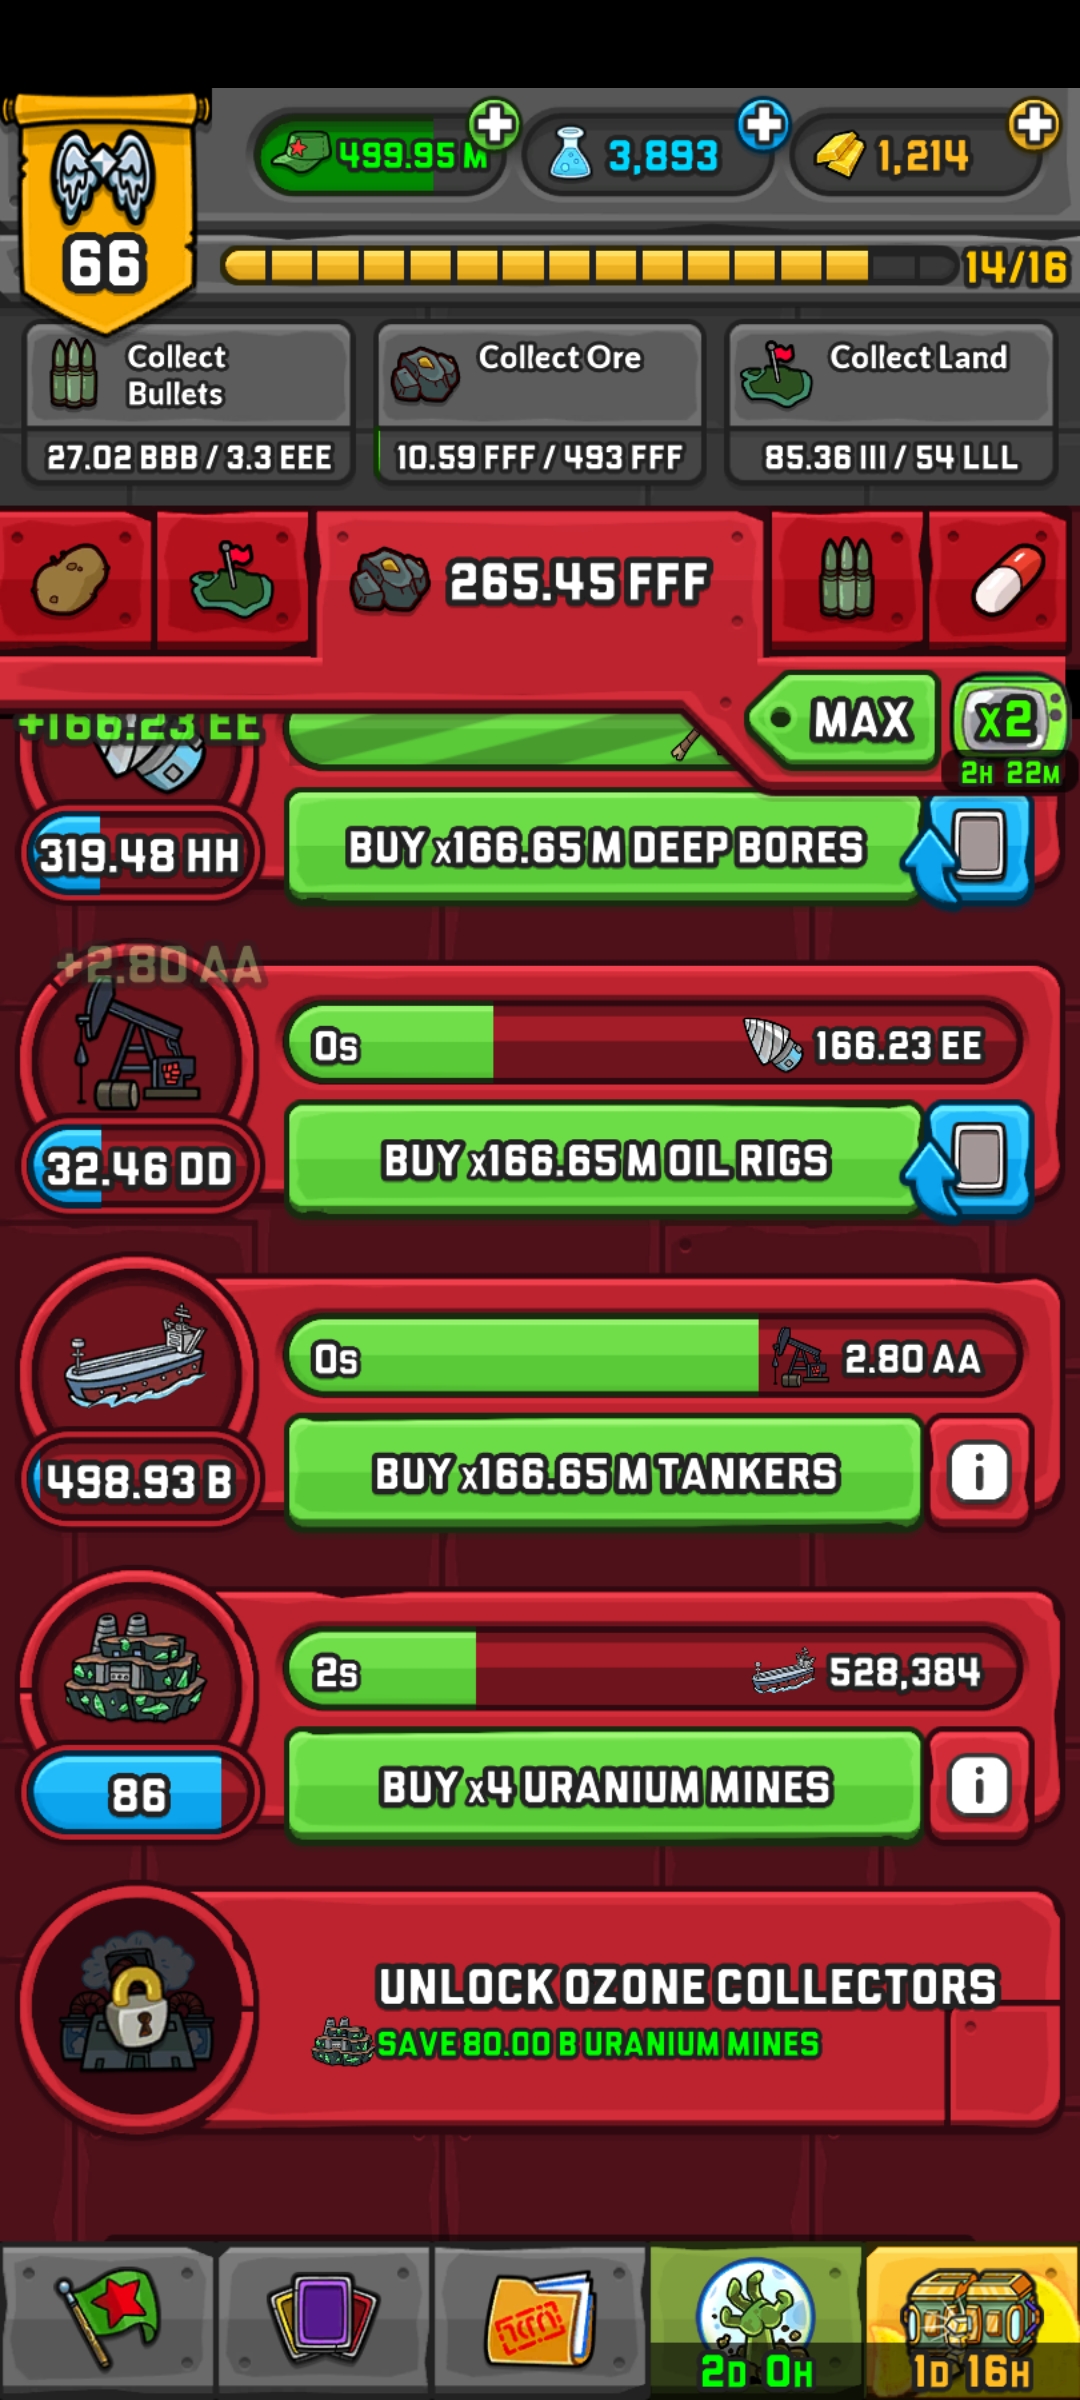 499.95 M
3,893
1,214
66
14/16
Collect
Bullets
27.02 BBB / 3.3 EEE
Collect Ore
10.59 FFF / 493 FFF
Collect Land
85.36 III / 54 LLL
265.45 FFF
MAX
x2
2H 22M
+166.23 EE
319.48 HH
BUY x166.65 M DEEP BORES
+2.80 AA
0s
166.23 EE
32.46 DD
BUY x166.65 M OIL RIGS
0s
2.80 AA
498.93 B
BUY x166.65 M TANKERS
i
2s
528,384
86
BUY x4 URANIUM MINES
i
UNLOCK OZONE COLLECTORS
SAVE 80.00 B URANIUM MINES
2D 0H
1D 16H